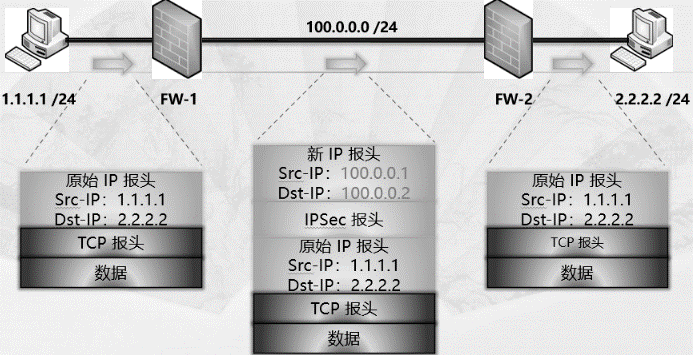 100.0.0.0 /24
1.1.1.1 /24
FW-1
FW-2
2.2.2.2 /24
原始 IP 报头
Src-IP：1.1.1.1
Dst-IP：2.2.2.2
TCP 报头
数据
新 IP 报头
Src-IP：100.0.0.1
Dst-IP：100.0.0.2
IPSec 报头
原始 IP 报头
Src-IP：1.1.1.1
Dst-IP：2.2.2.2
TCP 报头
数据
原始 IP 报头
Src-IP：1.1.1.1
Dst-IP：2.2.2.2
TCP 报头
数据